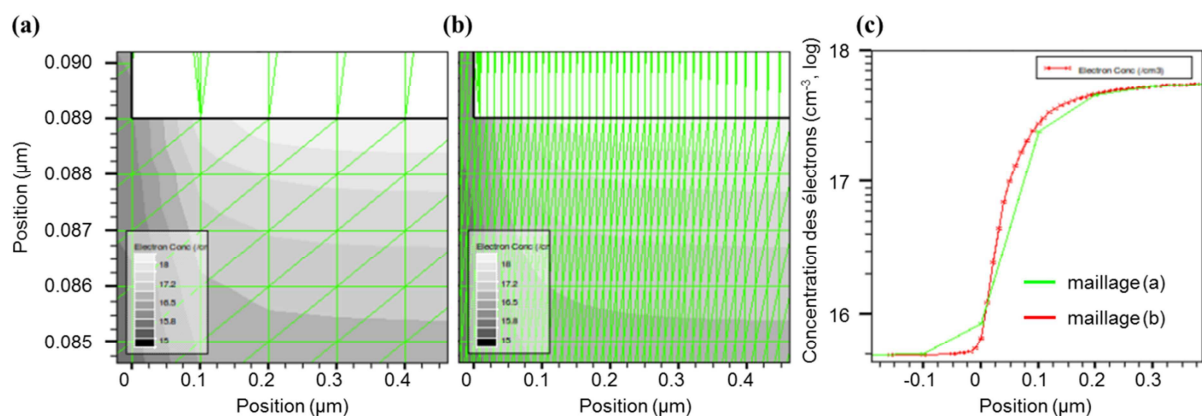 (a)
(b)
(c)
0.090
0.089
0.088
0.087
0.086
0.085
Position (µm)
Electron Conc (/cr
18
17.2
16.5
15.8
15
0
0.1
0.2
0.3
0.4
Position (µm)
Electron Conc (/cr
18
17.2
16.5
15.8
15
0
0.1
0.2
0.3
0.4
Position (µm)
Concentration des électrons (cm-³, log)
18
17
16
Electron Conc (/cm3)
maillage (a)
maillage (b)
-0.1
0
0.1
0.2
0.3
Position (µm)